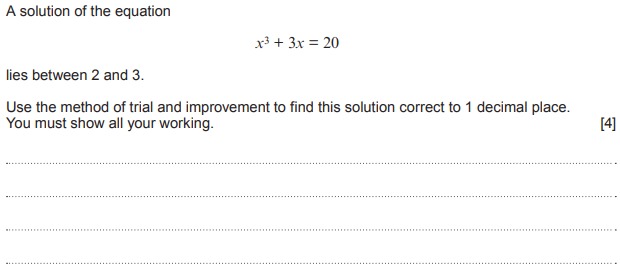 A solution of the equation
x³ + 3x = 20
lies between 2 and 3.
Use the method of trial and improvement to find this solution correct to 1 decimal place.
You must show all your working. [4]